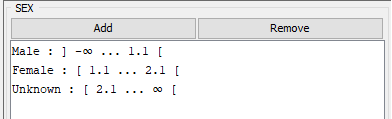 SEX
Add Remove
Male : ] -∞ ... 1.1 [
Female : [ 1.1 ... 2.1 [
Unknown : [ 2.1 ... ∞ [